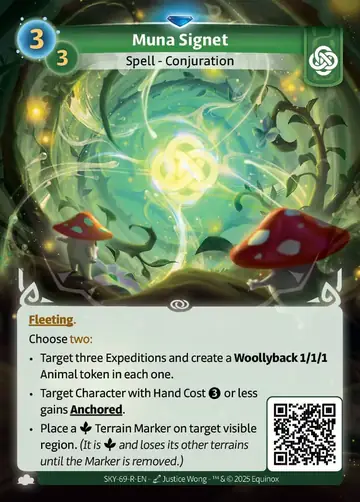 3
3
Muna Signet
Spell - Conjuration
Fleeting.
Choose two:
• Target three Expeditions and create a Woollyback 1/1/1
Animal token in each one.
• Target Character with Hand Cost 3 or less
gains Anchored.
• Place a Terrain Marker on target visible
region. (It is and loses its other terrains
until the Marker is removed.)
SKY-69-R-EN - Justice Wong - ™ & © 2025 Equinox